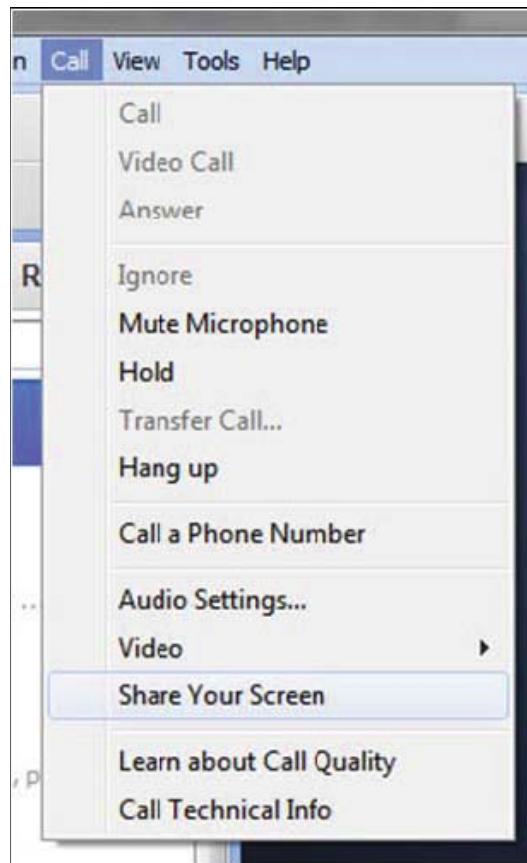 n Call View Tools Help
Call
Video Call
Answer
R
Ignore
Mute Microphone
Hold
Transfer Call...
Hang up
Call a Phone Number
...
Audio Settings...
Video
Share Your Screen
Learn about Call Quality
, p
Call Technical Info